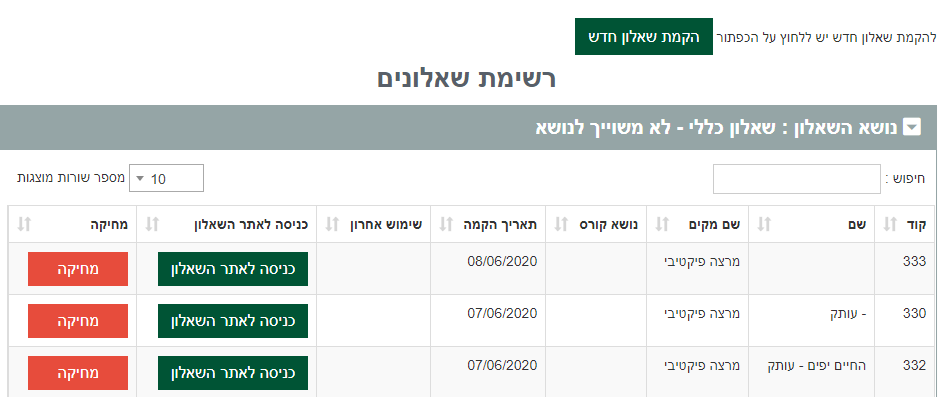 להקמת שאלון חדש יש ללחוץ על הכפתור הקמת שאלון חדש
רשימת שאלונים
נושא השאלון : שאלון כללי - לא משוייך לנושא
חיפוש : 10 מספר שורות מוצגות
קוד שם שם מקים נושא קורס תאריך הקמה שימוש אחרון כניסה לאתר השאלון מחיקה
333 מרצה פיקטיבי 08/06/2020 כניסה לאתר השאלון מחיקה
330 - עותק מרצה פיקטיבי 07/06/2020 כניסה לאתר השאלון מחיקה
332 החיים יפים - עותק מרצה פיקטיבי 07/06/2020 כניסה לאתר השאלון מחיקה